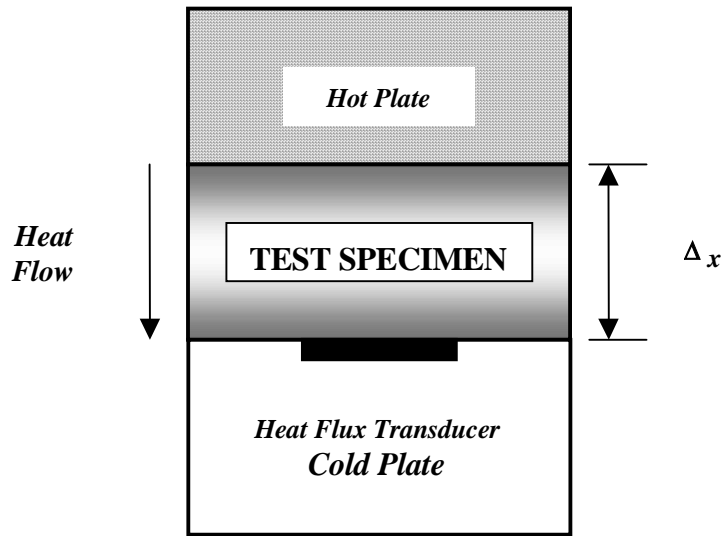 Hot Plate
Heat
Flow
TEST SPECIMEN
Δ x
Heat Flux Transducer
Cold Plate